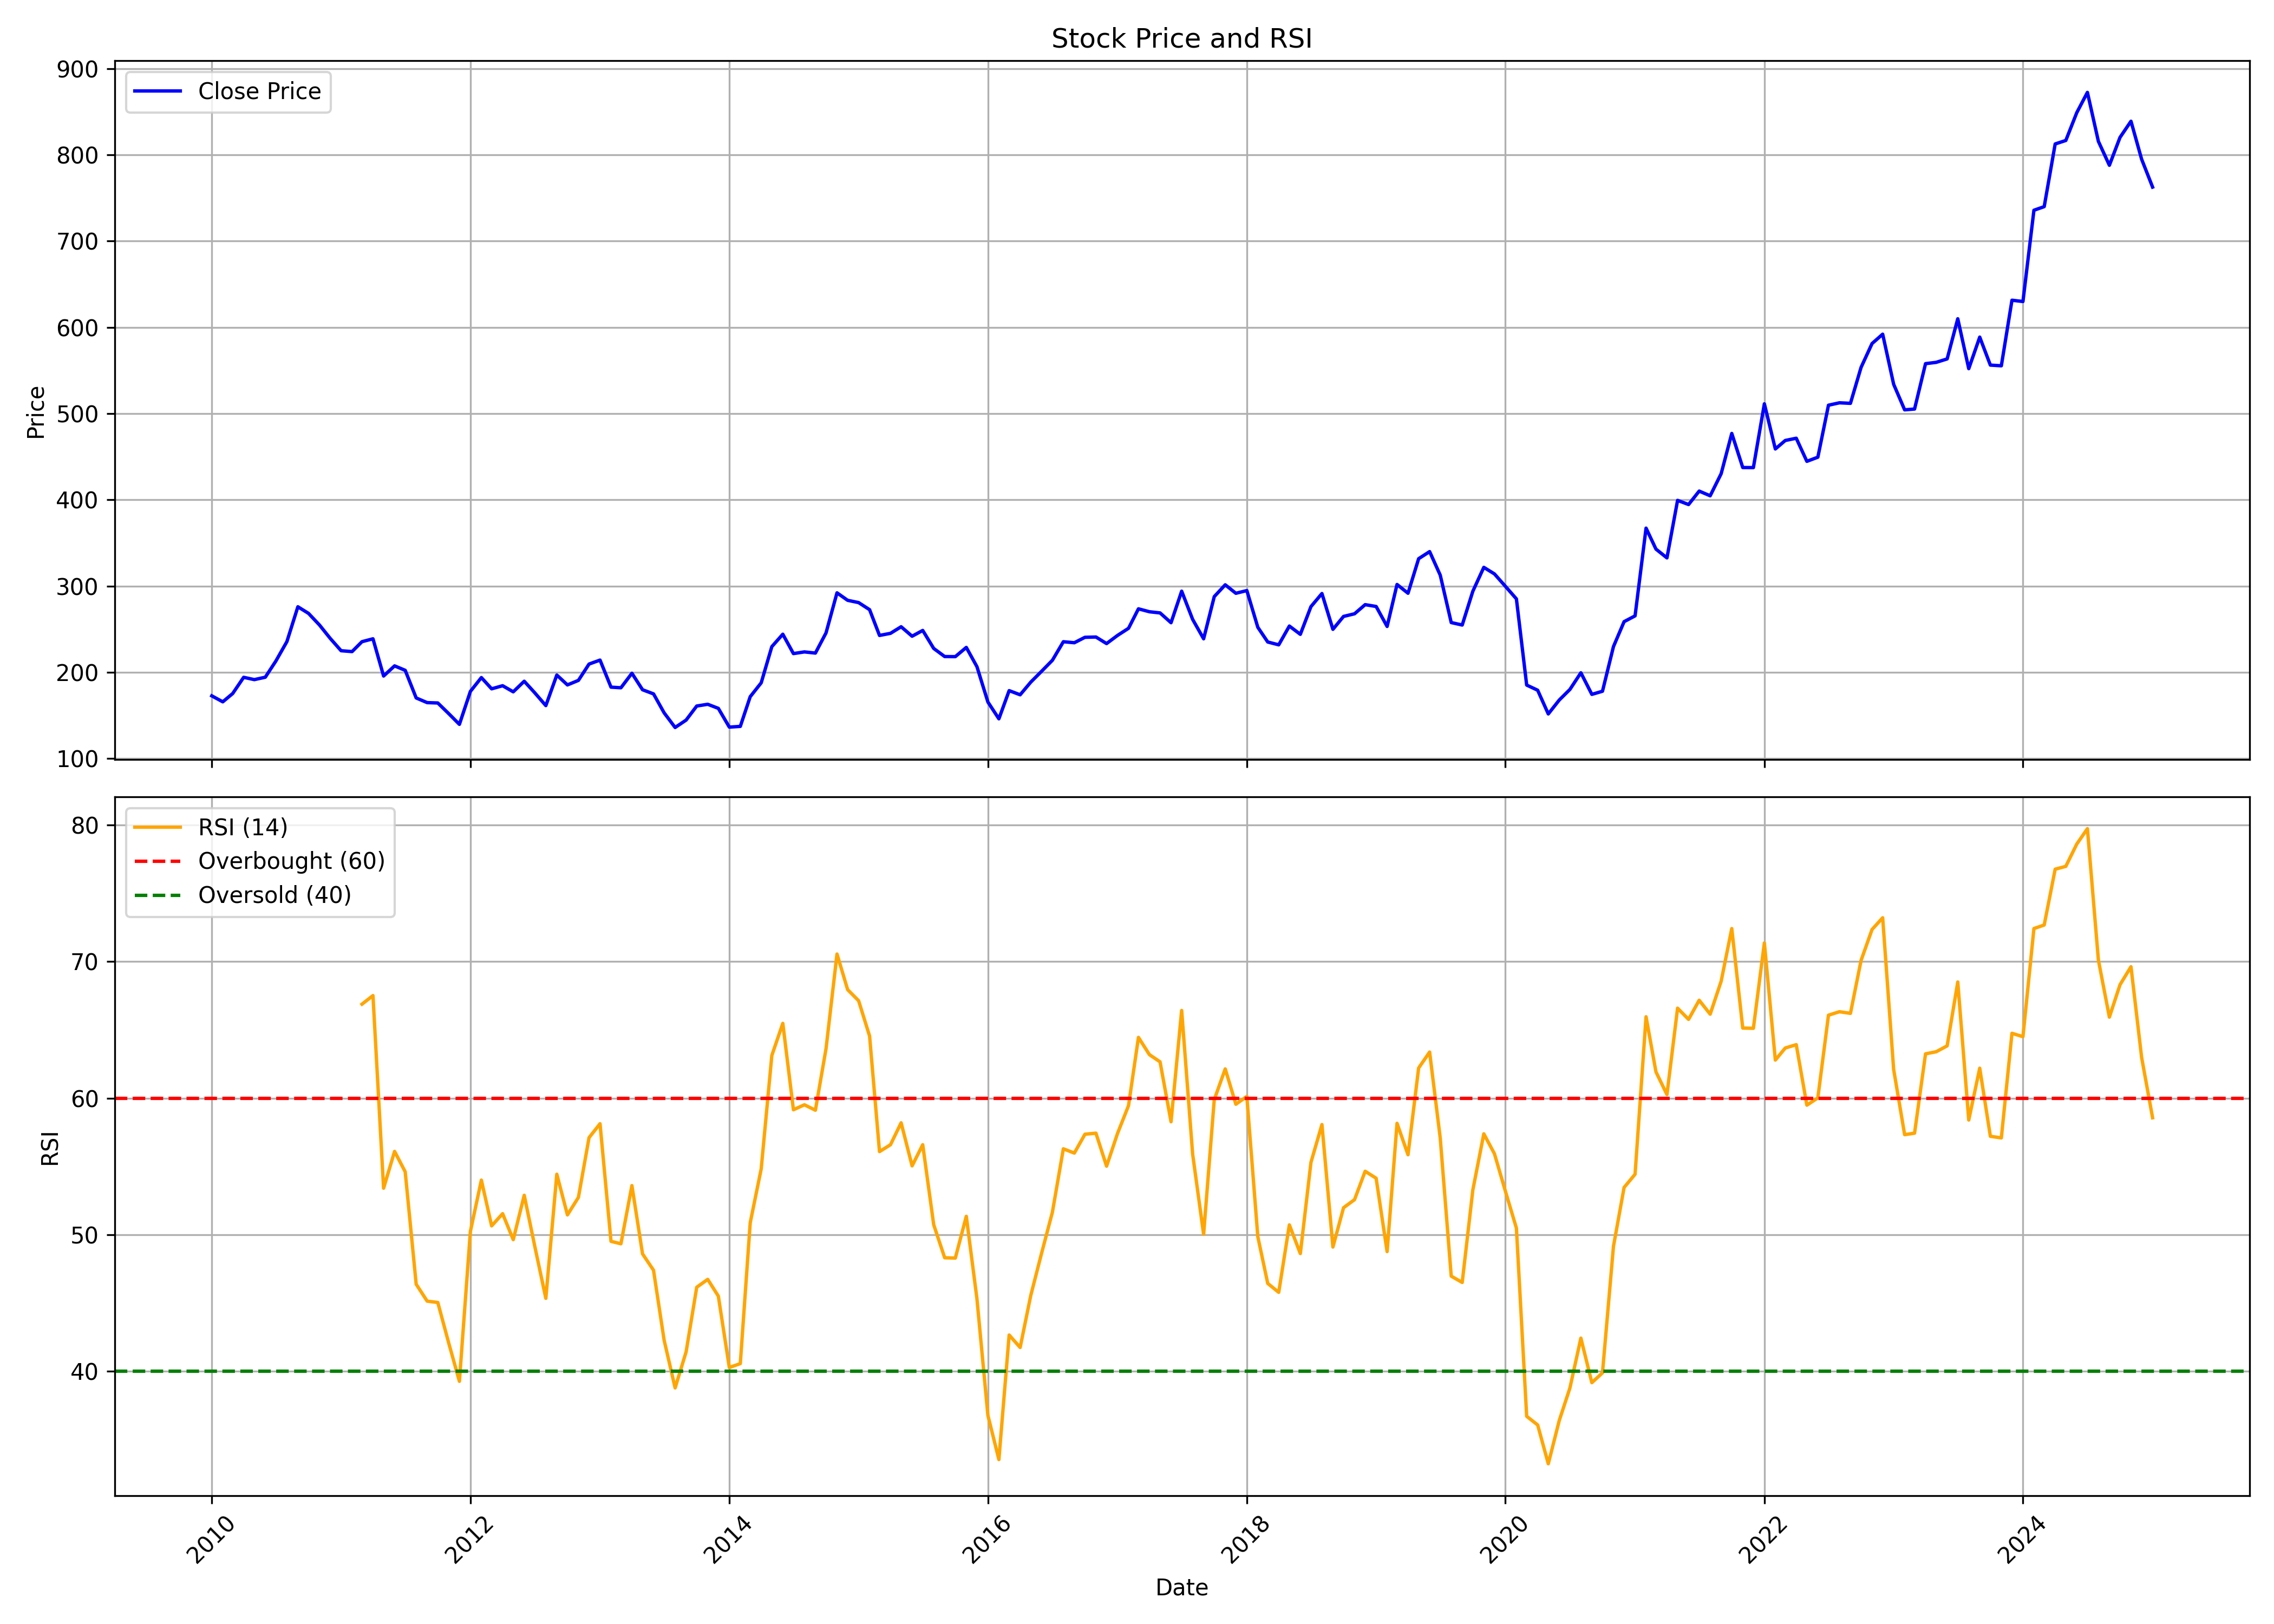 Stock Price and RSI
Close Price
900
800
700
600
500
400
300
200
100
Price
RSI (14)
Overbought (60)
Oversold (40)
80
70
60
50
40
RSI
2010
2012
2014
2016
2018
2020
2022
2024
Date